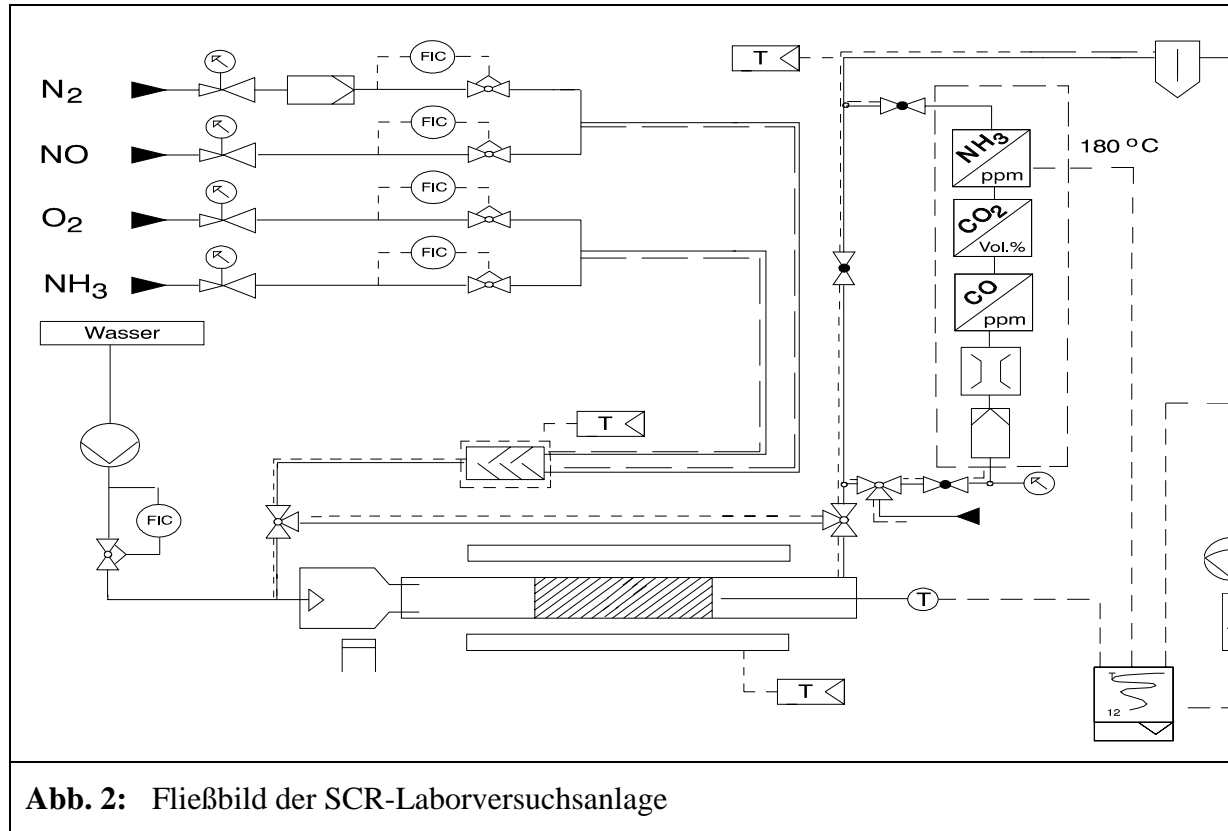 N2
FIC
NO
FIC
O2
FIC
NH3
FIC
Wasser
FIC
T
T
NH3
ppm
180 °C
CO2
Vol.%
CO
ppm
T
T
T
12
Abb. 2: Fließbild der SCR-Laborversuchsanlage